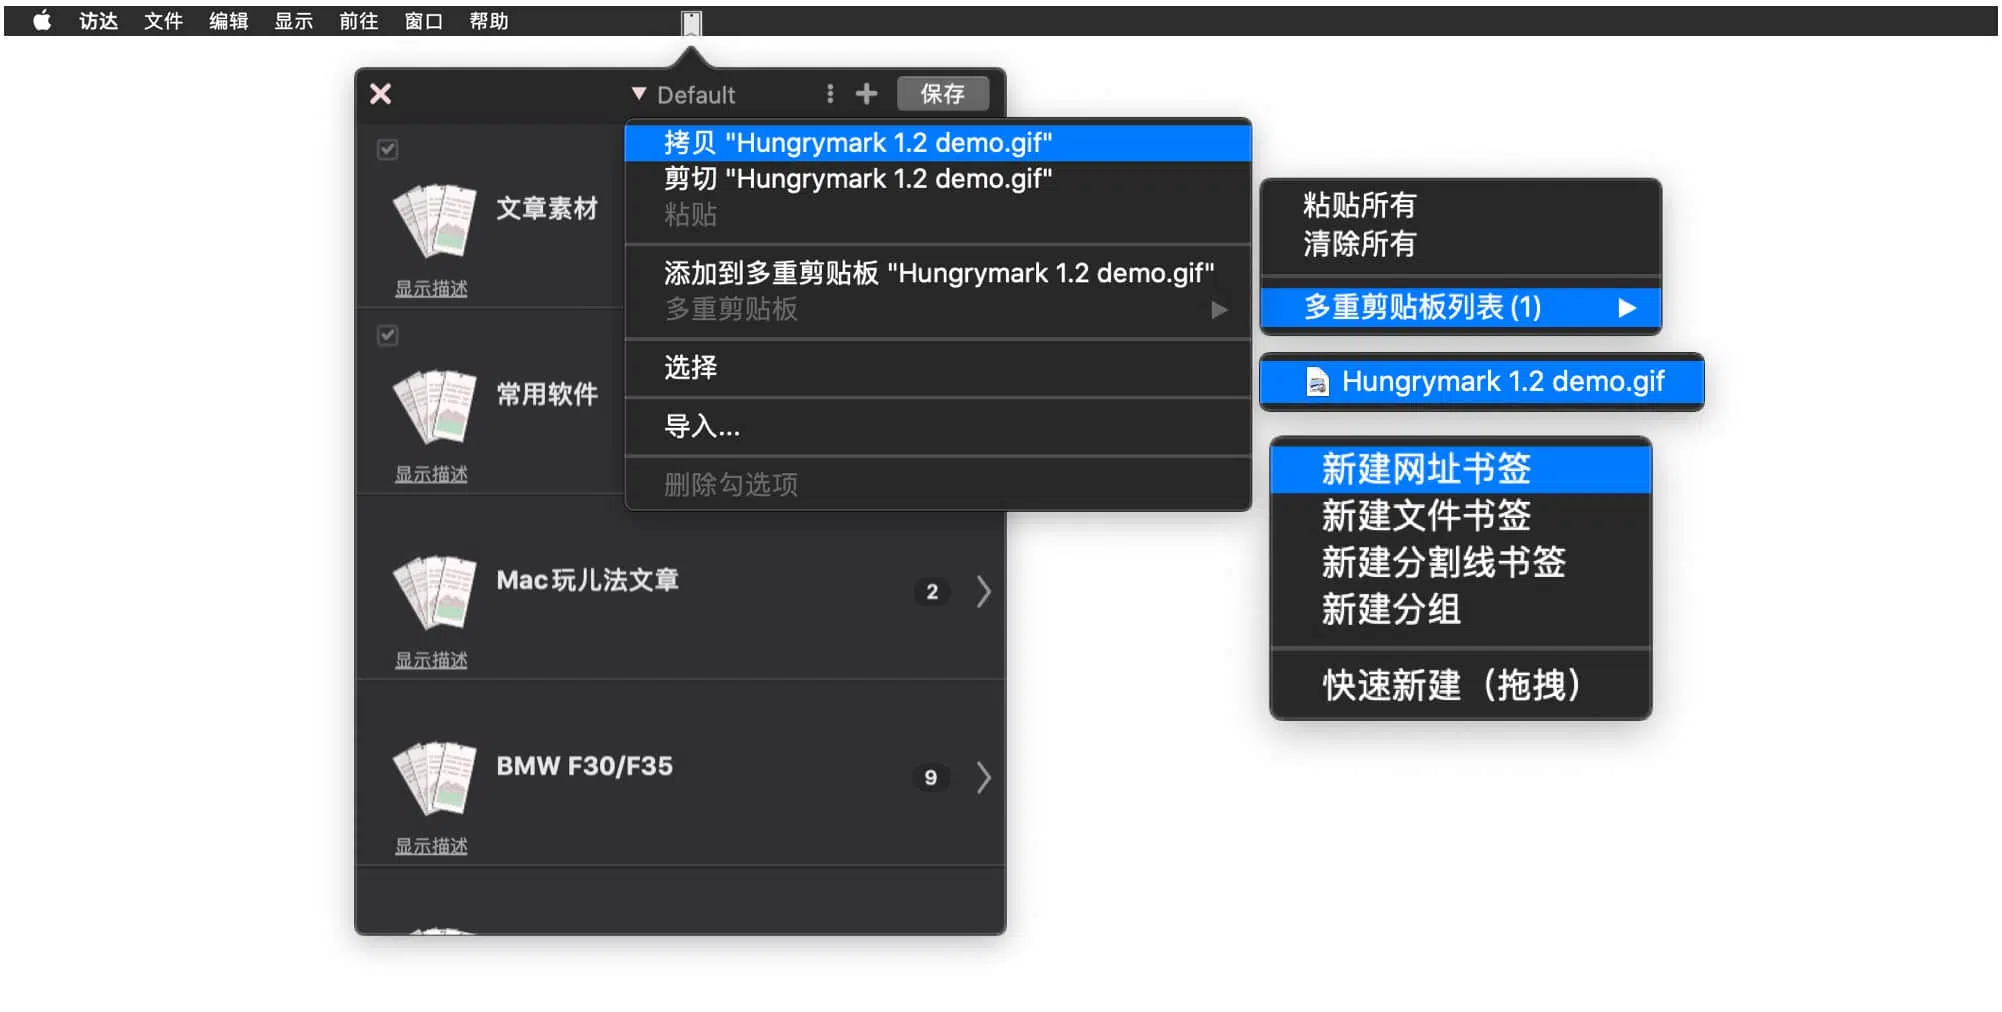 访达 文件 编辑 显示 前往 窗口 帮助
Default 保存
文章素材
显示描述
常用软件
显示描述
Mac玩儿法文章 2
显示描述
BMW F30/F35 9
显示描述
拷贝 "Hungrymark 1.2 demo.gif"
剪切 "Hungrymark 1.2 demo.gif"
粘贴
添加到多重剪贴板 "Hungrymark 1.2 demo.gif"
多重剪贴板
选择
导入...
删除勾选项
粘贴所有
清除所有
多重剪贴板列表 (1)
Hungrymark 1.2 demo.gif
新建网址书签
新建文件书签
新建分割线书签
新建分组
快速新建（拖拽）